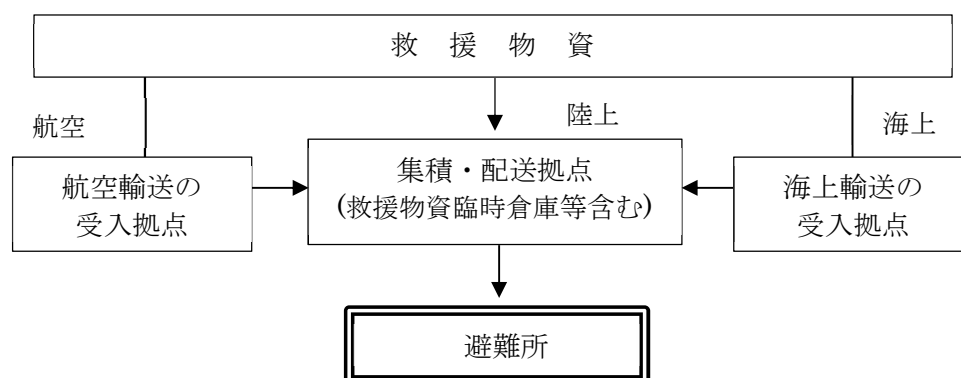 救 援 物 資
航空
陸上
海上
航空輸送の
受入拠点
集積・配送拠点
(救援物資臨時倉庫等含む)
海上輸送の
受入拠点
避難所